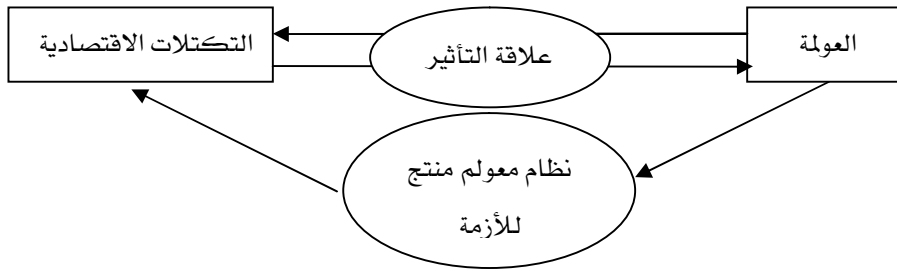 العولمة
علاقة التأثير
التكتلات الاقتصادية
نظام معولم منتج
للأزمة